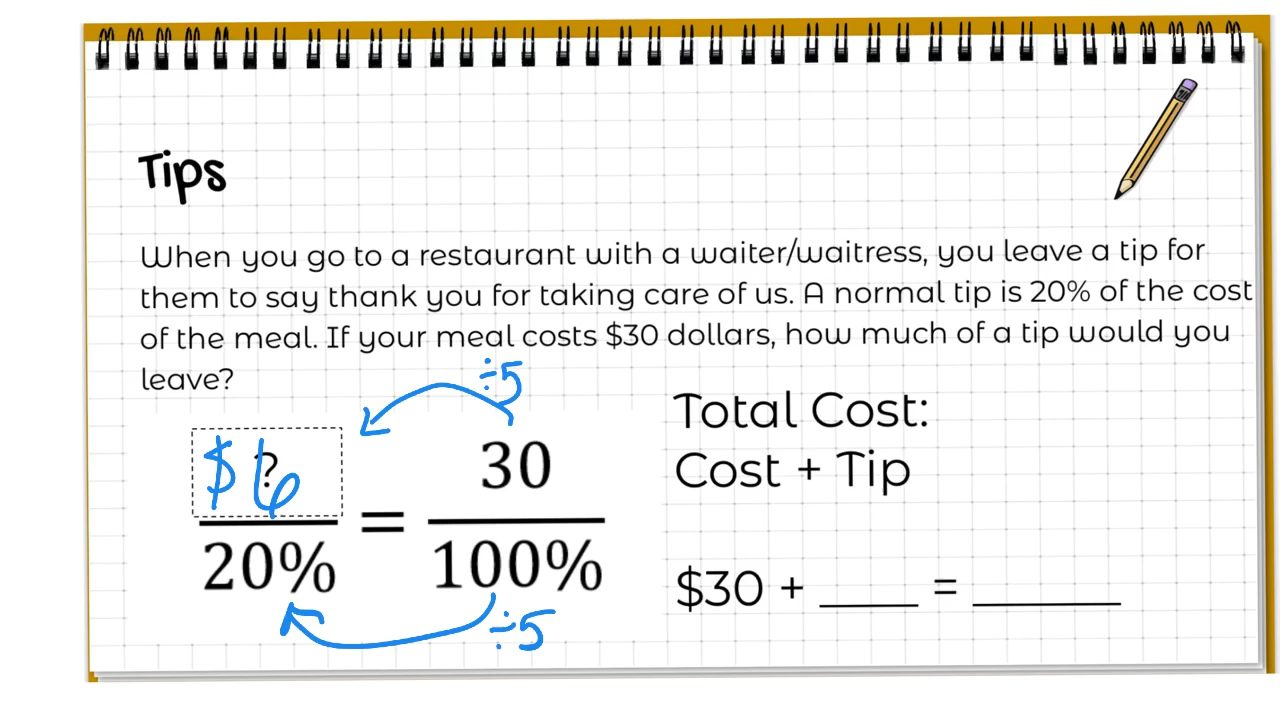 Tips
When you go to a restaurant with a waiter/waitress, you leave a tip for
them to say thank you for taking care of us. A normal tip is 20% of the cost
of the meal. If your meal costs $30 dollars, how much of a tip would you
leave?
÷5
$6
?
20%
=
30
100%
÷5
Total Cost:
Cost + Tip
$30 + ____ = ______